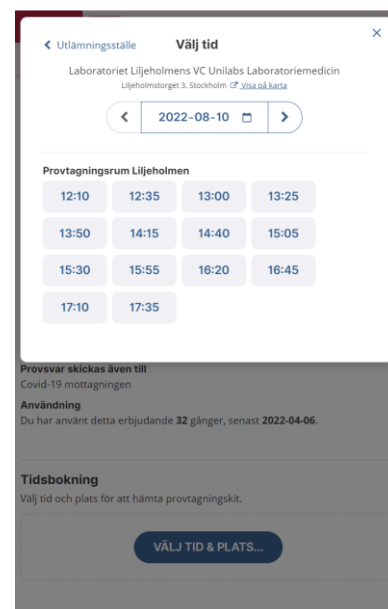 Utlämningsställe Välj tid
Laboratoriet Liljeholmens VC Unilabs Laboratoriemedicin
Liljeholmstorget 3, Stockholm Visa på karta
2022-08-10
Provtagningsrum Liljeholmen
12:10 12:35 13:00 13:25
13:50 14:15 14:40 15:05
15:30 15:55 16:20 16:45
17:10 17:35
Provsvar skickas även till
Covid-19 mottagningen
Användning
Du har använt detta erbjudande 32 gånger, senast 2022-04-06.
Tidsbokning
Välj tid och plats för att hämta provtagningskit.
VÄLJ TID & PLATS...